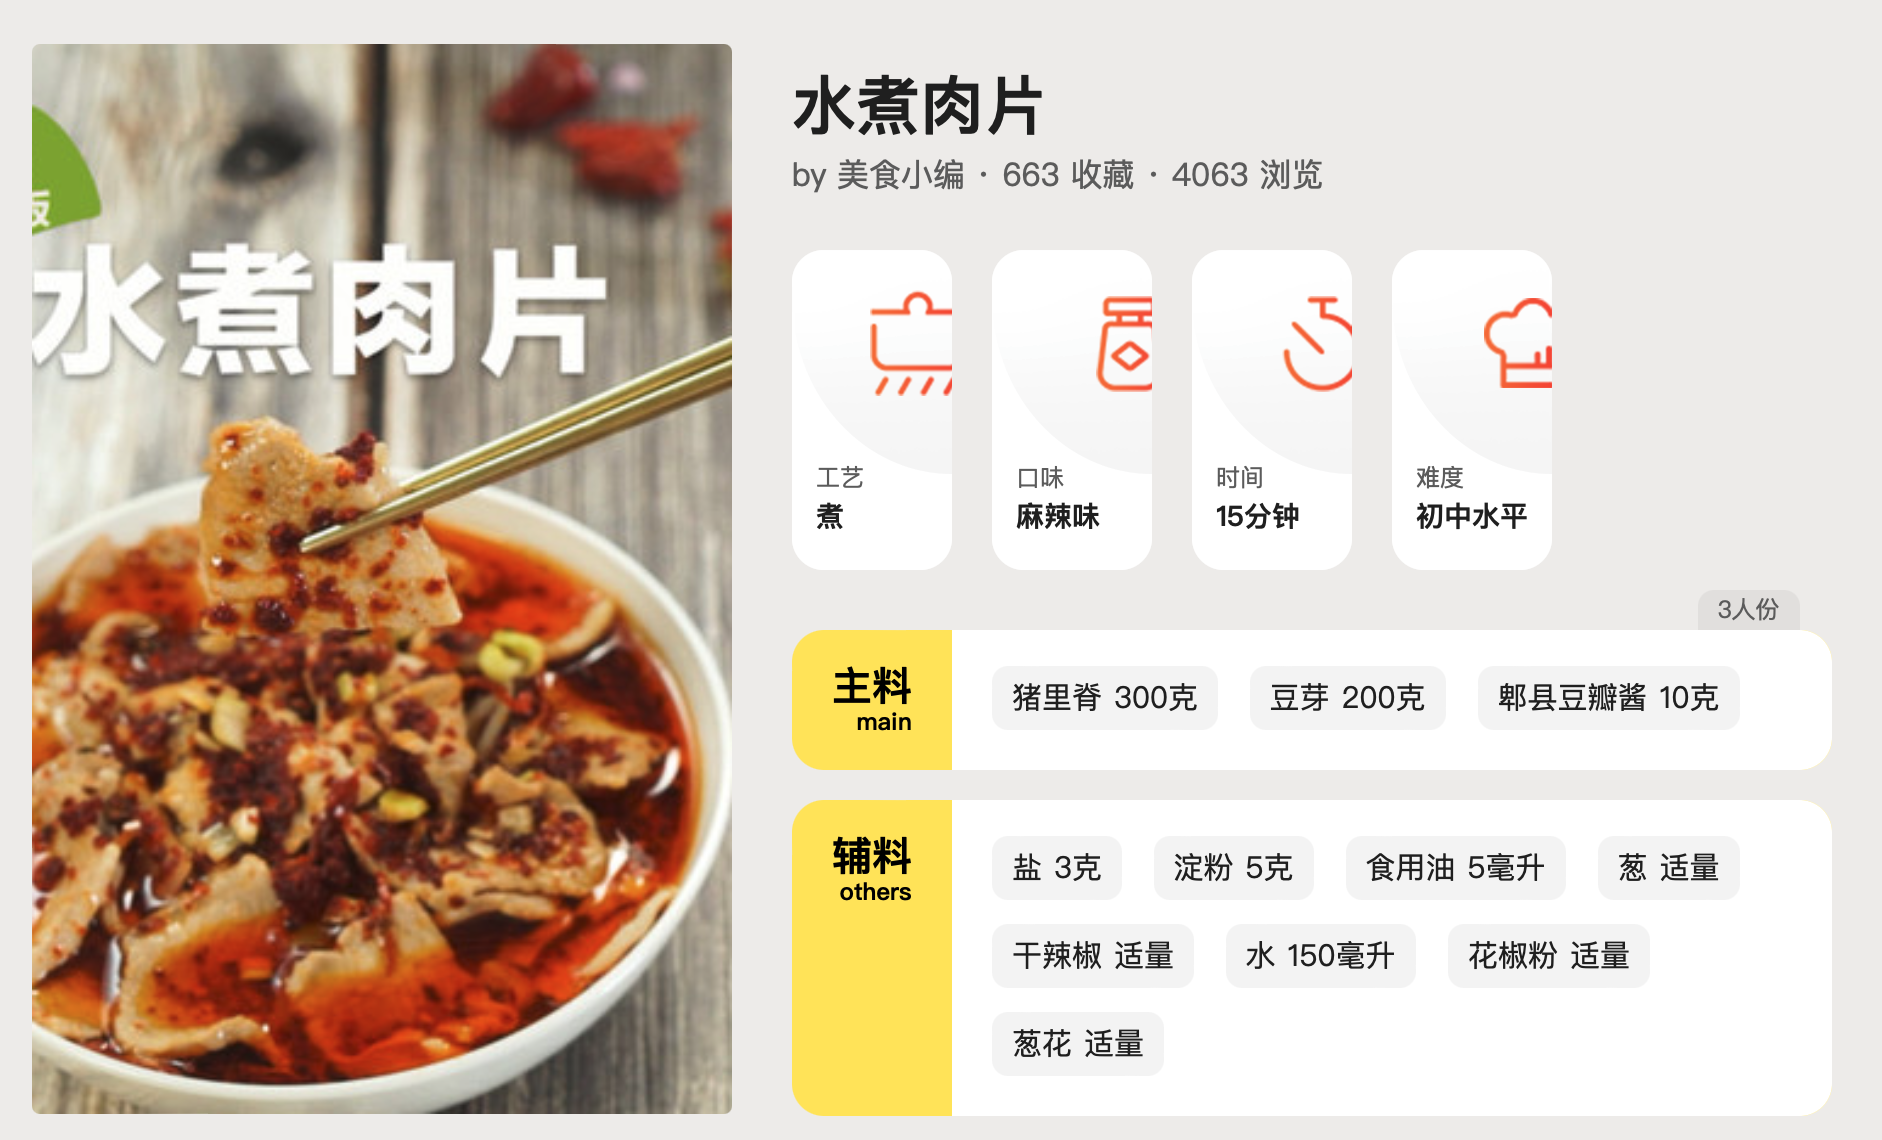 水煮肉片
水煮肉片
by 美食小编 · 663 收藏 · 4063 浏览
工艺
煮
口味
麻辣味
时间
15分钟
难度
初中水平
3人份
主料
main
猪里脊 300克 豆芽 200克 郫县豆瓣酱 10克
辅料
others
盐 3克 淀粉 5克 食用油 5毫升 葱 适量
干辣椒 适量 水 150毫升 花椒粉 适量
葱花 适量